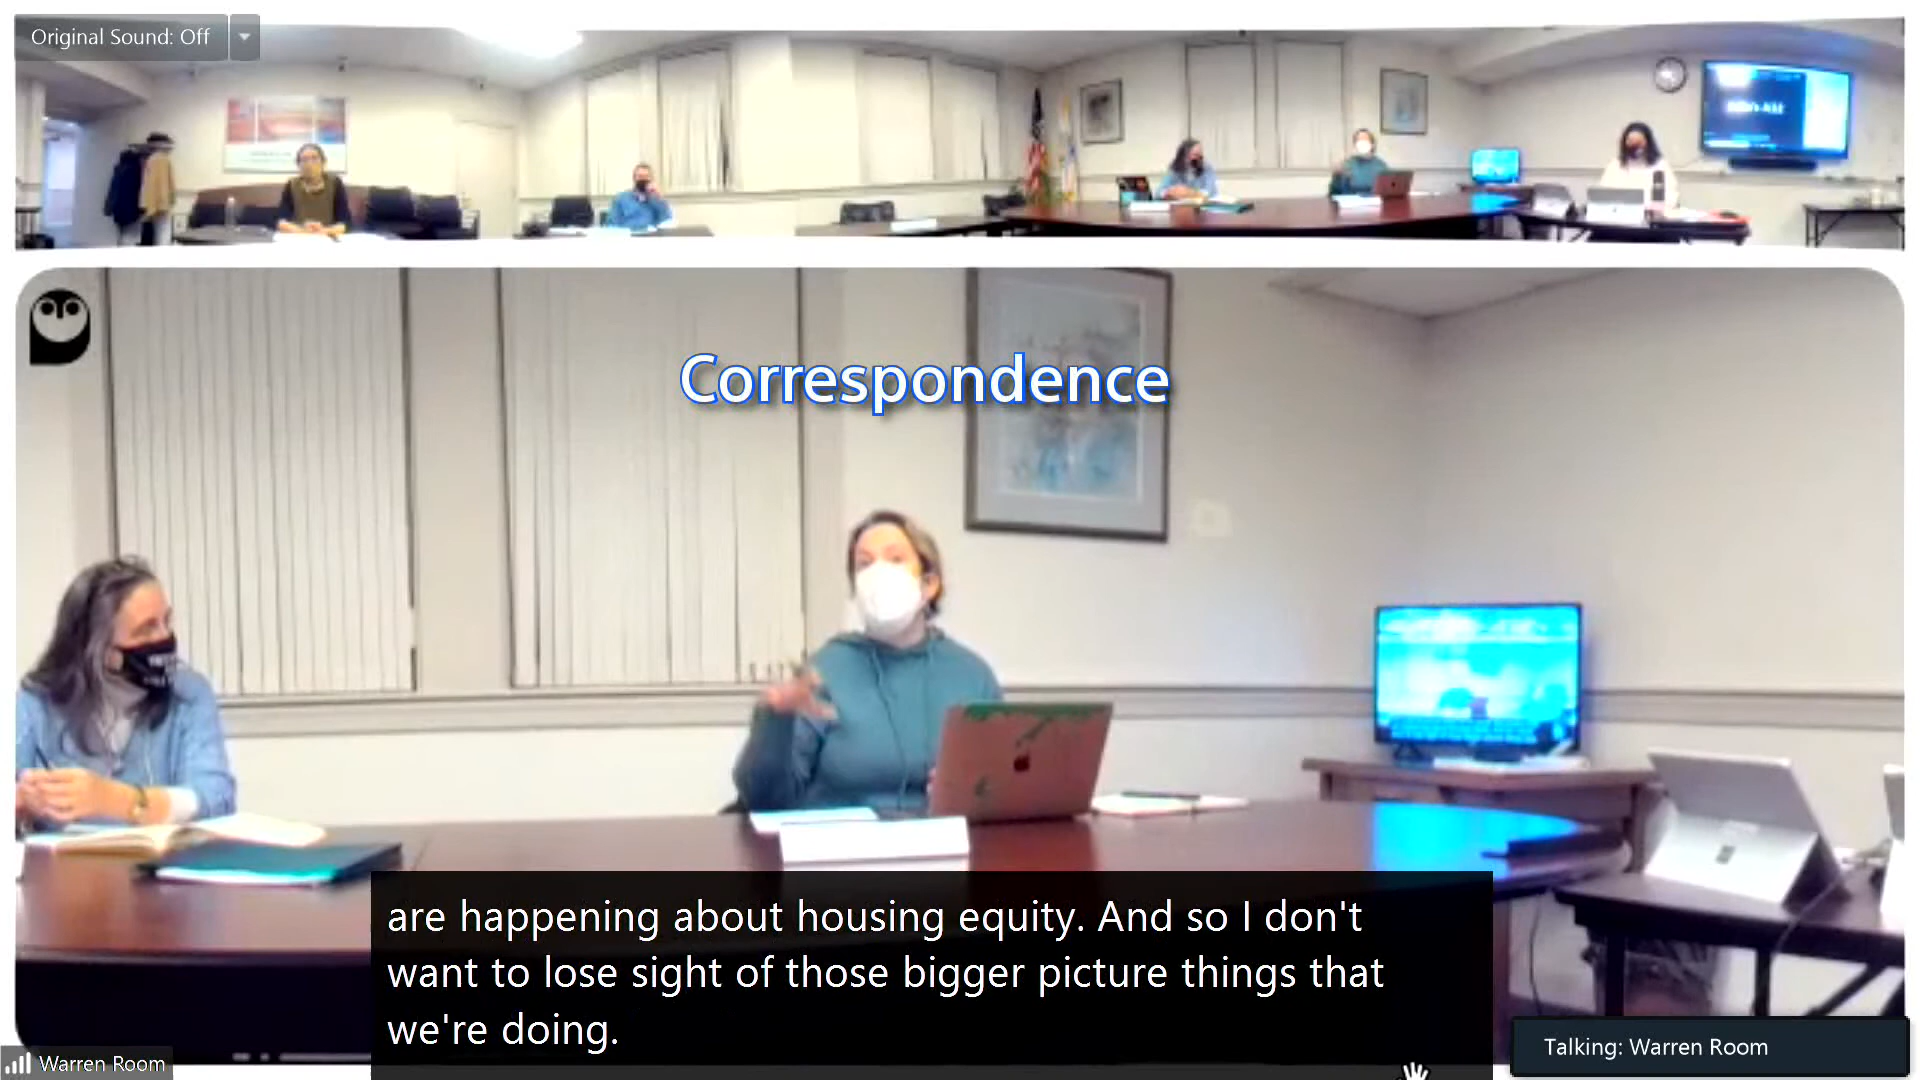 Original Sound: Off
Correspondence
are happening about housing equity. And so I don't
want to lose sight of those bigger picture things that
we're doing.
Talking: Warren Room
Warren Room